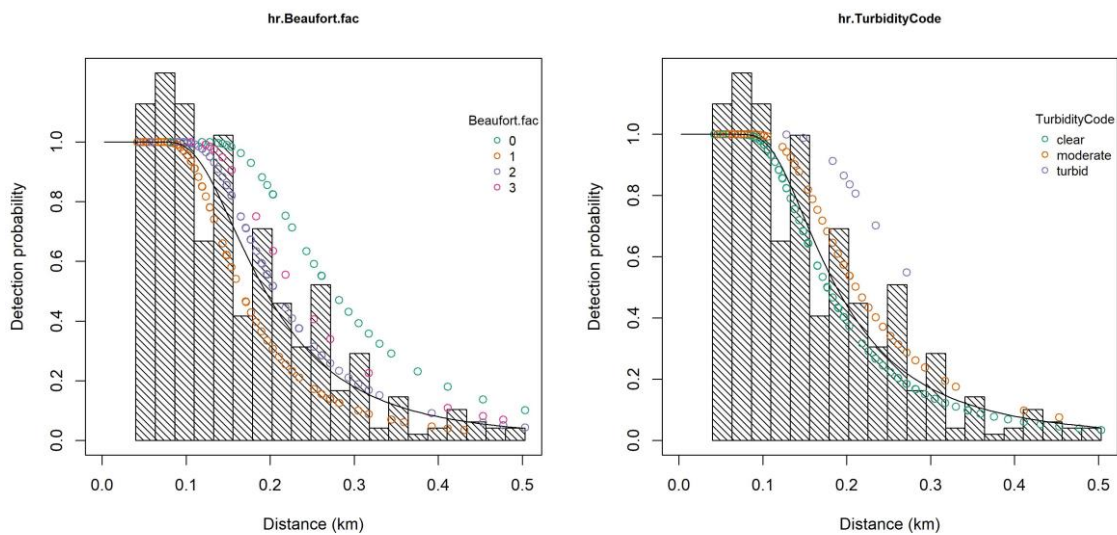 hr.Beaufort.fac
Detection probability
1.0
0.8
0.6
0.4
0.2
0.0
Beaufort.fac
0
1
2
3
0.0 0.1 0.2 0.3 0.4 0.5
Distance (km)
hr.TurbidityCode
Detection probability
1.0
0.8
0.6
0.4
0.2
0.0
TurbidityCode
clear
moderate
turbid
0.0 0.1 0.2 0.3 0.4 0.5
Distance (km)